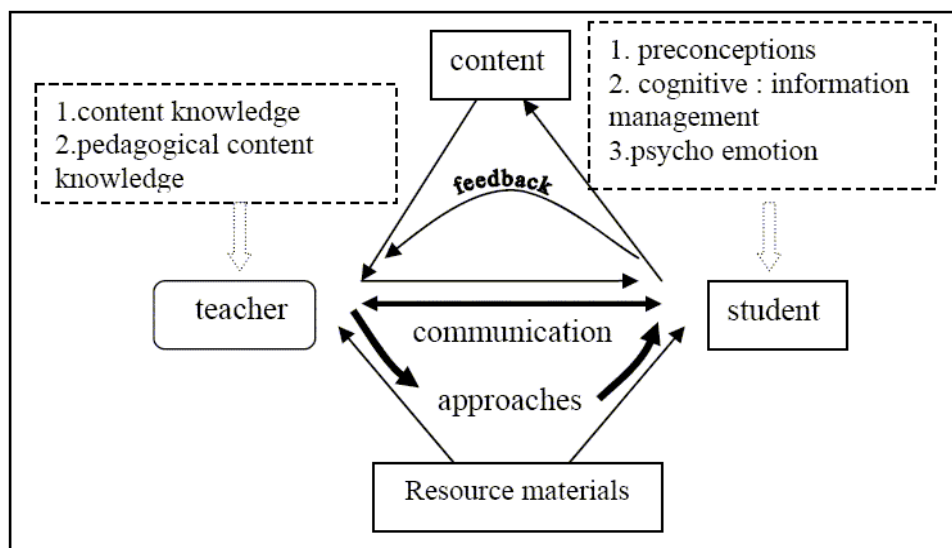 content
1. preconceptions
2. cognitive : information
management
3.psycho emotion
1.content knowledge
2.pedagogical content
knowledge
feedback
teacher
communication
student
approaches
Resource materials